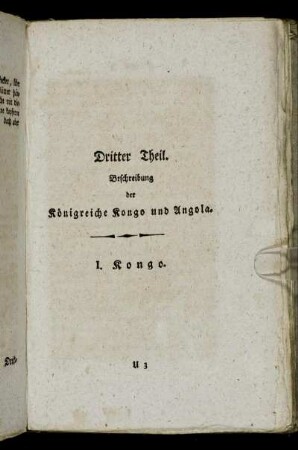 Dritter Theil.
Beschreibung
der
Königreiche Kongo und Angola.
I. Kongo.
U 3